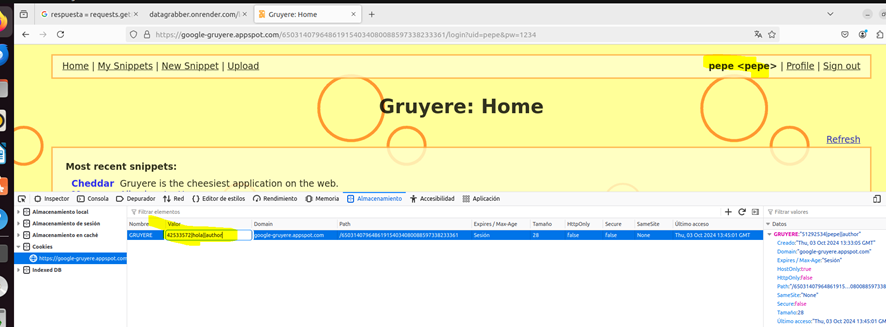 respuesta = requests.get
datagrabber.onrender.com/
Gruyere: Home
https://google-gruyere.appspot.com/650314079648619154034080088597338233361/login?uid=pepe&pw=1234
Home | My Snippets | New Snippet | Upload
pepe <pepe> | Profile | Sign out
Gruyere: Home
Refresh
Most recent snippets:
Cheddar Gruyere is the cheesiest application on the web.
Inspector Consola Depurador Red Editor de estilos Rendimiento Memoria Almacenamiento Accesibilidad Aplicación
Almacenamiento local
Almacenamiento de sesión
Almacenamiento en caché
Cookies
https://google-gruyere.appspot.com
Indexed DB
Filtrar elementos
Nombre Valor Domain Path Expires / Max-Age Tamaño HttpOnly Secure SameSite Último acceso
GRUYERE 42533572|hola||author google-gruyere.appspot.com Sesión 28 false false None Thu, 03 Oct 2024 13:45:01 GMT
Filtrar valores
Datos
GRUYERE:"51292534|pepe||author"
Creado:"Thu, 03 Oct 2024 13:33:05 GMT"
Domain:"google-gruyere.appspot.com"
Expires / Max-Age:"Sesión"
HostOnly:true
HttpOnly:false
SameSite:"None"
Secure:false
Tamaño:28
Último acceso:"Thu, 03 Oct 2024 13:45:01 GMT"